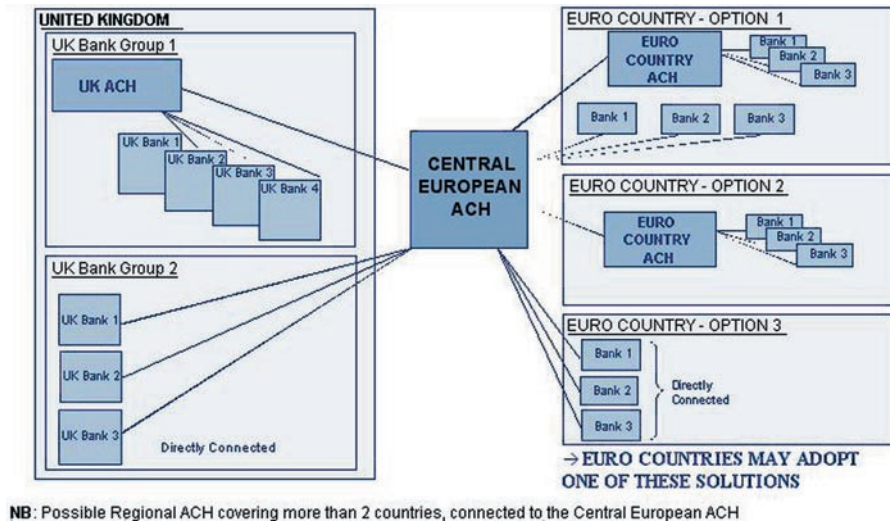 UNITED KINGDOM
UK Bank Group 1
UK ACH
UK Bank 1
UK Bank 2
UK Bank 3
UK Bank 4
UK Bank Group 2
UK Bank 1
UK Bank 2
UK Bank 3
Directly Connected
CENTRAL
EUROPEAN
ACH
EURO COUNTRY - OPTION 1
EURO
COUNTRY
ACH
Bank 1
Bank 2
Bank 3
Bank 1
Bank 2
Bank 3
EURO COUNTRY - OPTION 2
EURO
COUNTRY
ACH
Bank 1
Bank 2
Bank 3
EURO COUNTRY - OPTION 3
Bank 1
Bank 2
Bank 3
Directly
Connected
→ EURO COUNTRIES MAY ADOPT
ONE OF THESE SOLUTIONS
NB: Possible Regional ACH covering more than 2 countries, connected to the Central European ACH